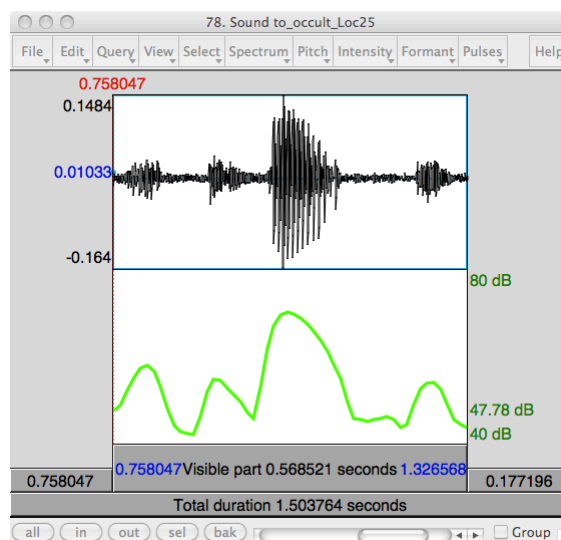 78. Sound to_occult_Loc25
File Edit Query View Select Spectrum Pitch Intensity Formant Pulses Help
0.758047
0.1484
0.01033
-0.164
80 dB
47.78 dB
40 dB
0.758047 0.758047 Visible part 0.568521 seconds 1.326568 0.177196
Total duration 1.503764 seconds
all in out sel bak Group